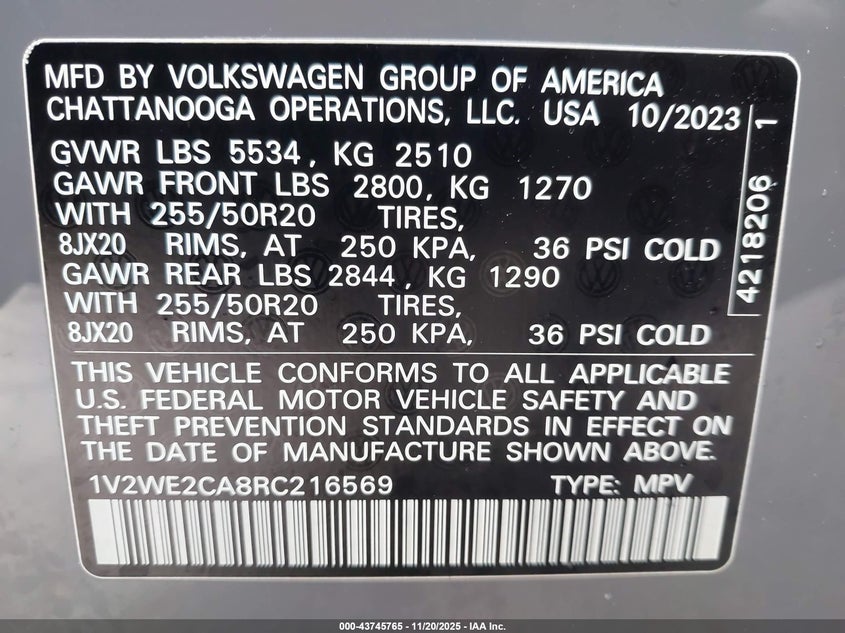 MFD BY VOLKSWAGEN GROUP OF AMERICA
CHATTANOOGA OPERATIONS, LLC. USA 10/2023
GVWR LBS 5534, KG 2510
GAWR FRONT LBS 2800, KG 1270
WITH 255/50R20 TIRES,
8JX20 RIMS, AT 250 KPA, 36 PSI COLD
GAWR REAR LBS 2844, KG 1290
WITH 255/50R20 TIRES,
8JX20 RIMS, AT 250 KPA, 36 PSI COLD
4218206 1
THIS VEHICLE CONFORMS TO ALL APPLICABLE
U.S. FEDERAL MOTOR VEHICLE SAFETY AND
THEFT PREVENTION STANDARDS IN EFFECT ON
THE DATE OF MANUFACTURE SHOWN ABOVE.
1V2WE2CA8RC216569 TYPE: MPV
000-43745765 - 11/20/2025 - IAA Inc.